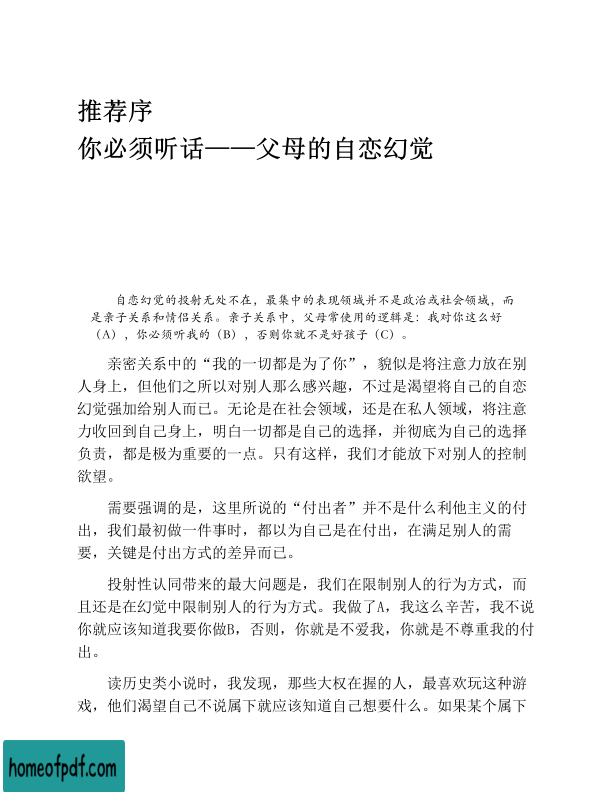 推荐序
你必须听话——父母的自恋幻觉
自恋幻觉的投射无处不在，最集中的表现领域并不是政治或社会领域，而
是亲子关系和情侣关系。亲子关系中，父母常使用的逻辑是：我对你这么好
（A），你必须听我的（B），否则你就不是好孩子（C）。
亲密关系中的“我的一切都是为了你”，貌似是将注意力放在别
人身上，但他们之所以对别人那么感兴趣，不过是渴望将自己的自恋
幻觉强加给别人而已。无论是在社会领域，还是在私人领域，将注意
力收回到自己身上，明白一切都是自己的选择，并彻底为自己的选择
负责，都是极为重要的一点。只有这样，我们才能放下对别人的控制
欲望。
需要强调的是，这里所说的“付出者”并不是什么利他主义的付
出，我们最初做一件事时，都以为自己是在付出，在满足别人的需
要，关键是付出方式的差异而已。
投射性认同带来的最大问题是，我们在限制别人的行为方式，而
且还是在幻觉中限制别人的行为方式。我做了A，我这么辛苦，我不说
你就应该知道我要你做B，否则，你就是不爱我，你就是不尊重我的付
出。
读历史类小说时，我发现，那些大权在握的人，最喜欢玩这种游
戏，他们渴望自己不说属下就应该知道自己想要什么。如果某个属下
homeofpdf.com